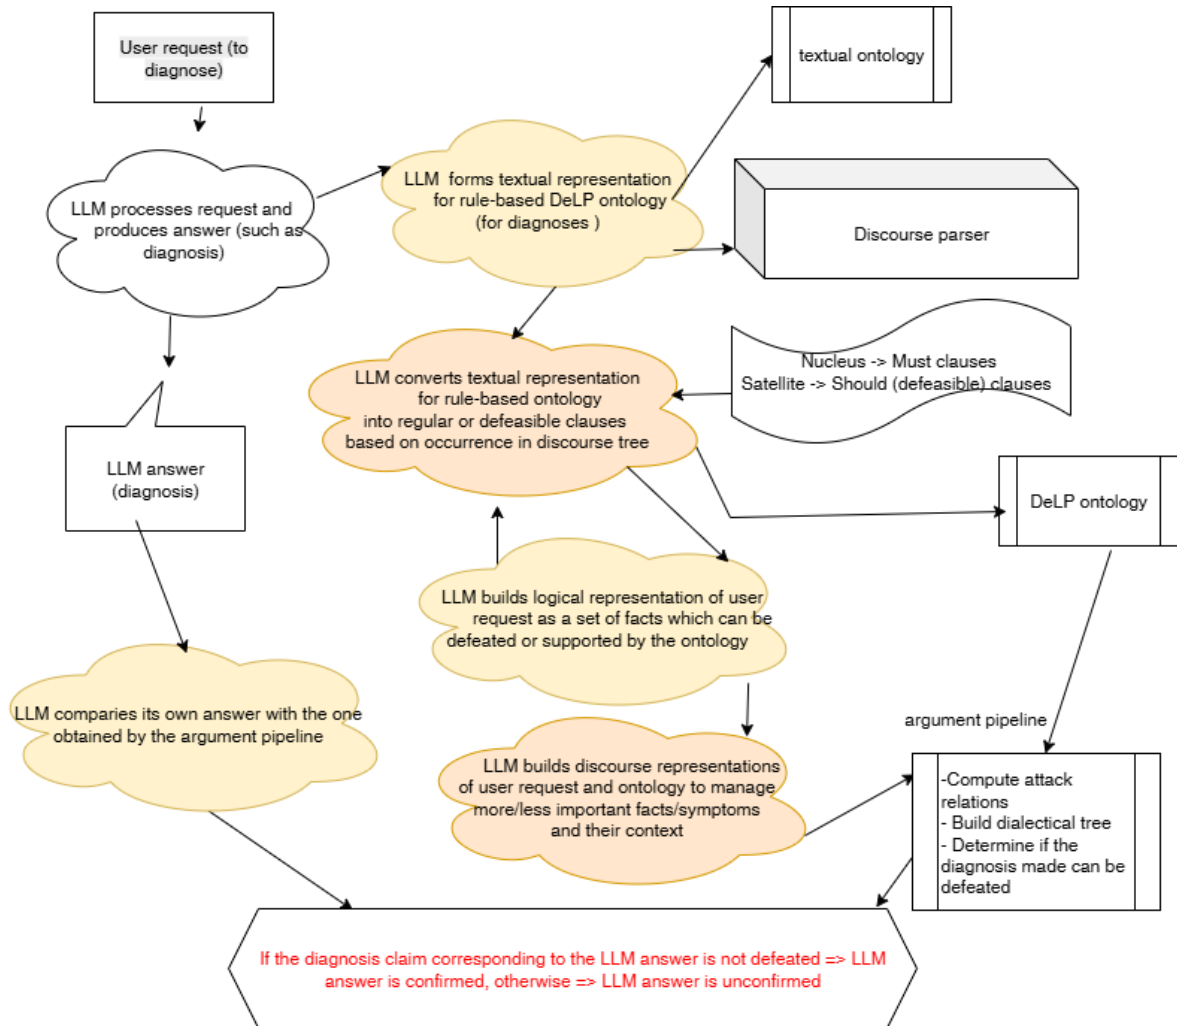 User request (to
diagnose)
textual ontology
LLM  forms textual representation
for rule-based DeLP ontology
(for diagnoses )
LLM processes request and
produces answer (such as
diagnosis)
Discourse parser
Nucleus -> Must clauses
Satellite -> Should (defeasible) clauses
LLM converts textual representation
for rule-based ontology
into regular or defeasible clauses
based on occurrence in discourse tree
LLM answer
(diagnosis)
DeLP ontology
LLM builds logical representation of user
request as a set of facts which can be
defeated or supported by the ontology
LLM comparies its own answer with the one
obtained by the argument pipeline
argument pipeline
LLM builds discourse representations
of user request and ontology to manage
more/less important facts/symptoms
and their context
-Compute attack
relations
- Build dialectical tree
- Determine if the
diagnosis made can be
defeated
If the diagnosis claim corresponding to the LLM answer is not defeated => LLM
answer is confirmed, otherwise => LLM answer is unconfirmed